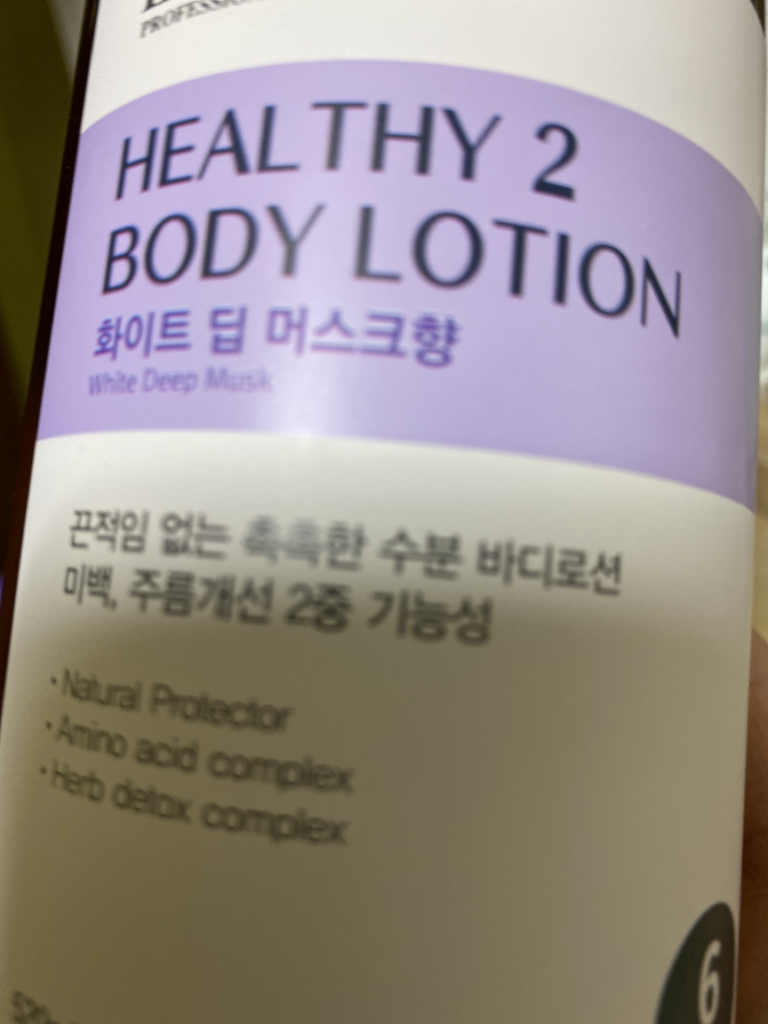 HEALTHY 2
BODY LOTION
화이트 딥 머스크향
White Deep Musk
끈적임 없는 촉촉한 수분 바디로션
미백, 주름개선 2중 기능성
• Natural Protector
• Amino acid complex
• Herb detox complex
6